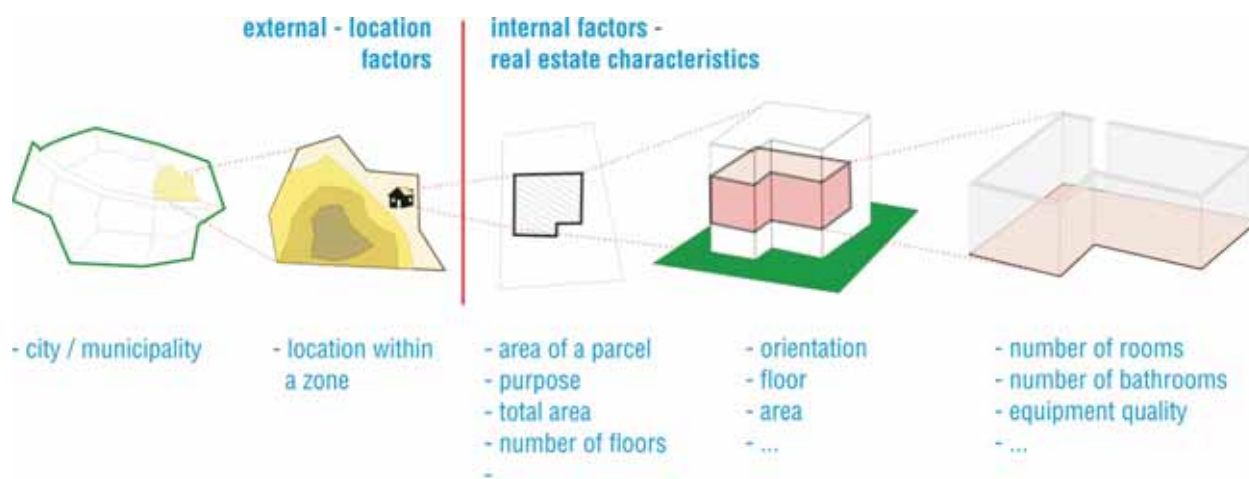 external - location
factors
internal factors -
real estate characteristics
- city / municipality
- location within
a zone
- area of a parcel
- purpose
- total area
- number of floors
-
- orientation
- floor
- area
- ...
- number of rooms
- number of bathrooms
- equipment quality
- ...